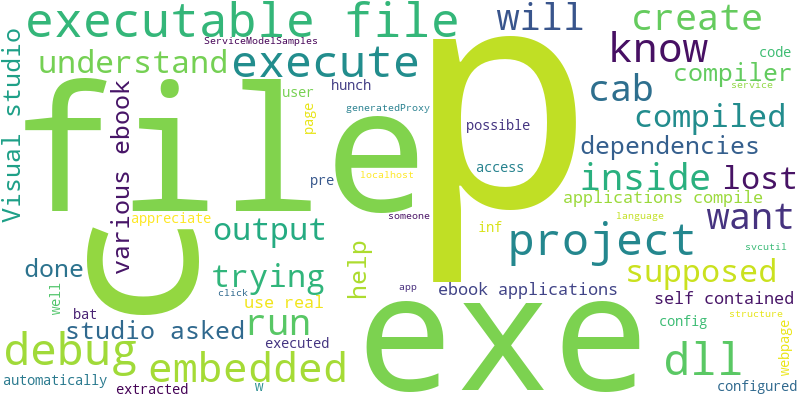 executable file
will
create
ServiceModelSamples
Visual studio
understand
execute
know
code
compiler
file
p
user
hunch
cab
service
various ebook
page
generatedProxy
possible
compiled
e
dependencies
pre
localhost
access
inside
lost
appreciate
applications compile
someone
language
want
c
output
inf
project
svcutil
done
trying
help
supposed
well
click
app
ebook applications
self contained
use real
exe
bat
studio asked
run
config
structure
webpage
debug
executed
dll
embedded
automatically
extracted
w
configured